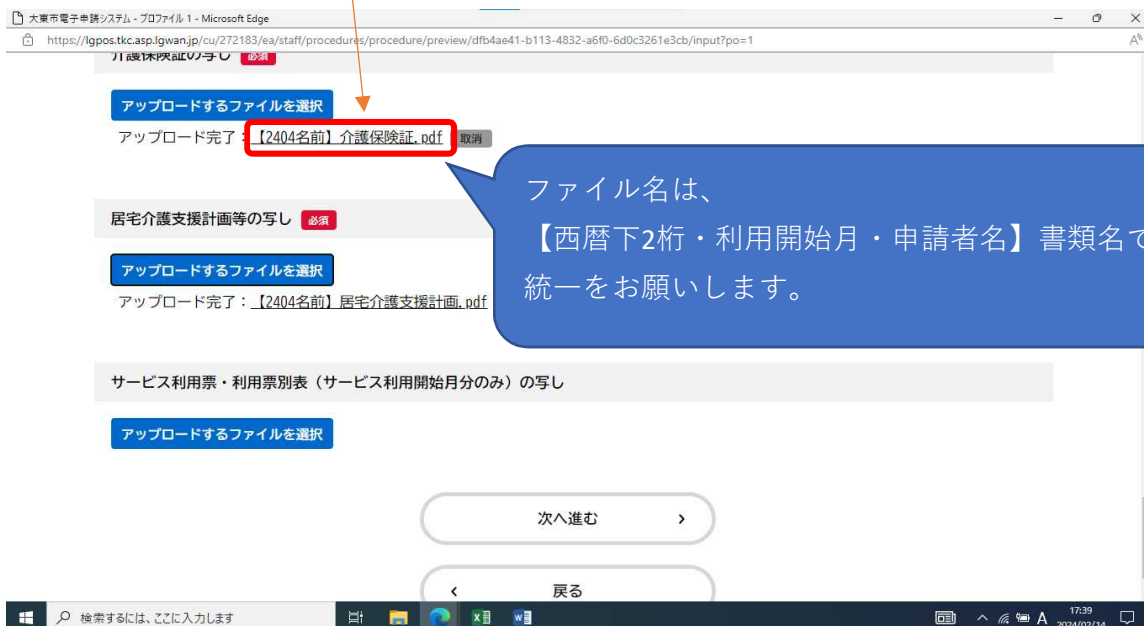 大東市電子申請システム - プロファイル 1 - Microsoft Edge
https://lgpos.tkc.asp.lgwan.jp/cu/272183/ea/staff/procedures/procedure/preview/dfb4ae41-b113-4832-a6f0-6d0c3261e3cb/input?po=1
介護保険証の写し 必須
アップロードするファイルを選択
アップロード完了：【2404名前】介護保険証.pdf 取消
ファイル名は、
【西暦下2桁・利用開始月・申請者名】書類名で
統一をお願いします。
居宅介護支援計画等の写し 必須
アップロードするファイルを選択
アップロード完了：【2404名前】居宅介護支援計画.pdf
サービス利用票・利用票別表（サービス利用開始月分のみ）の写し
アップロードするファイルを選択
次へ進む
戻る
検索するには、ここに入力します
A 17:39
2024/02/14